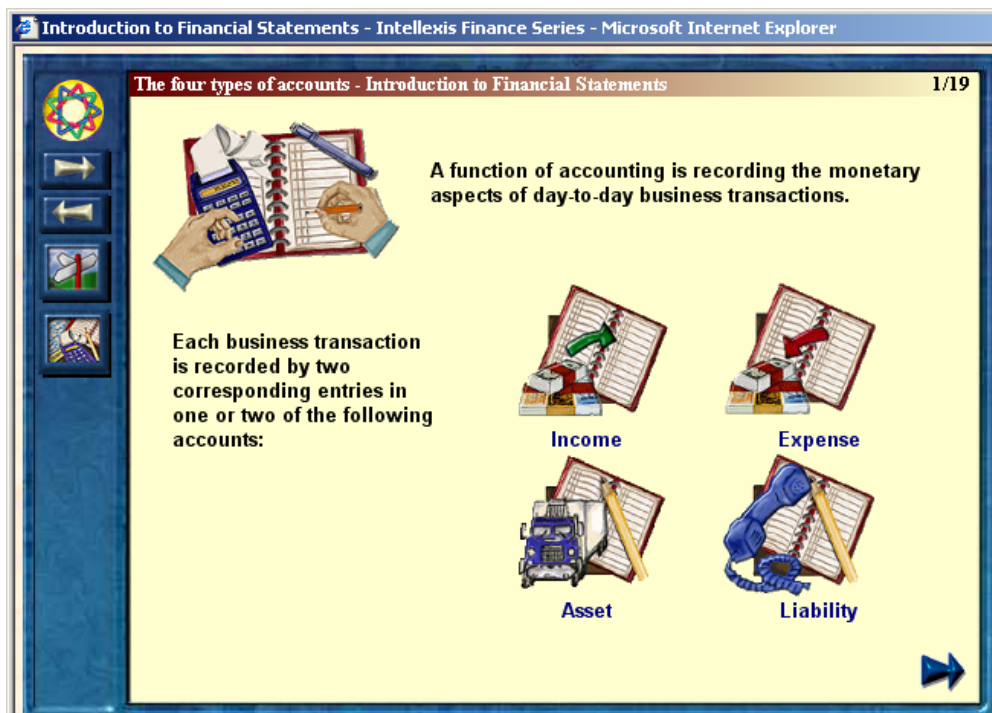 Introduction to Financial Statements - Intellexis Finance Series - Microsoft Internet Explorer
The four types of accounts - Introduction to Financial Statements 1/19
A function of accounting is recording the monetary
aspects of day-to-day business transactions.
Each business transaction
is recorded by two
corresponding entries in
one or two of the following
accounts:
Income Expense
Asset Liability